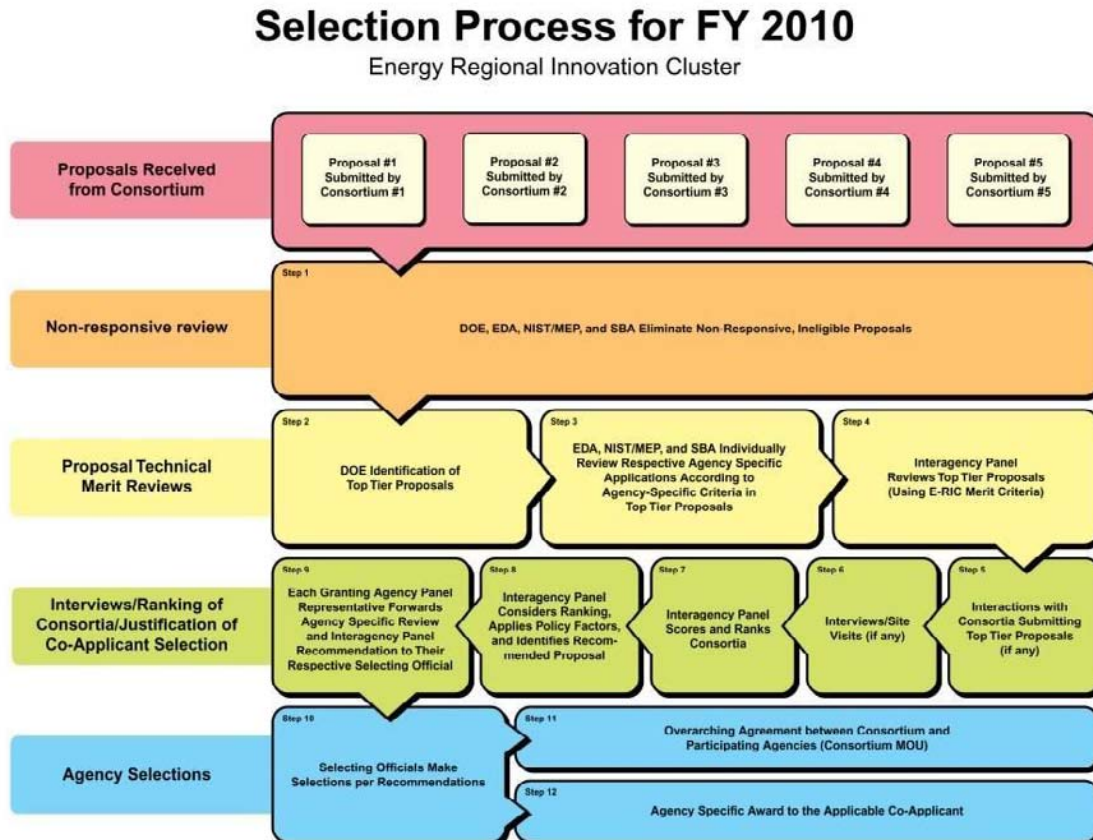 Selection Process for FY 2010
Energy Regional Innovation Cluster
Proposals Received
from Consortium
Proposal #1
Submitted by
Consortium #1
Proposal #2
Submitted by
Consortium #2
Proposal #3
Submitted by
Consortium #3
Proposal #4
Submitted by
Consortium #4
Proposal #5
Submitted by
Consortium #5
Non-responsive review
Step 1
DOE, EDA, NIST/MEP, and SBA Eliminate Non-Responsive, Ineligible Proposals
Proposal Technical
Merit Reviews
Step 2
DOE Identification of
Top Tier Proposals
Step 3
EDA, NIST/MEP, and SBA Individually
Review Respective Agency Specific
Applications According to
Agency-Specific Criteria in
Top Tier Proposals
Step 4
Interagency Panel
Reviews Top Tier Proposals
(Using E-RIC Merit Criteria)
Interviews/Ranking of
Consortia/Justification of
Co-Applicant Selection
Step 9
Each Granting Agency Panel
Representative Forwards
Agency Specific Review
and Interagency Panel
Recommendation to Their
Respective Selecting Official
Step 8
Interagency Panel
Considers Ranking,
Applies Policy Factors,
and Identifies Recom-
mended Proposal
Step 7
Interagency Panel
Scores and Ranks
Consortia
Step 6
Interviews/Site
Visits (if any)
Step 5
Interactions with
Consortia Submitting
Top Tier Proposals
(if any)
Agency Selections
Step 10
Selecting Officials Make
Selections per Recommendations
Step 11
Overarching Agreement between Consortium and
Participating Agencies (Consortium MOU)
Step 12
Agency Specific Award to the Applicable Co-Applicant